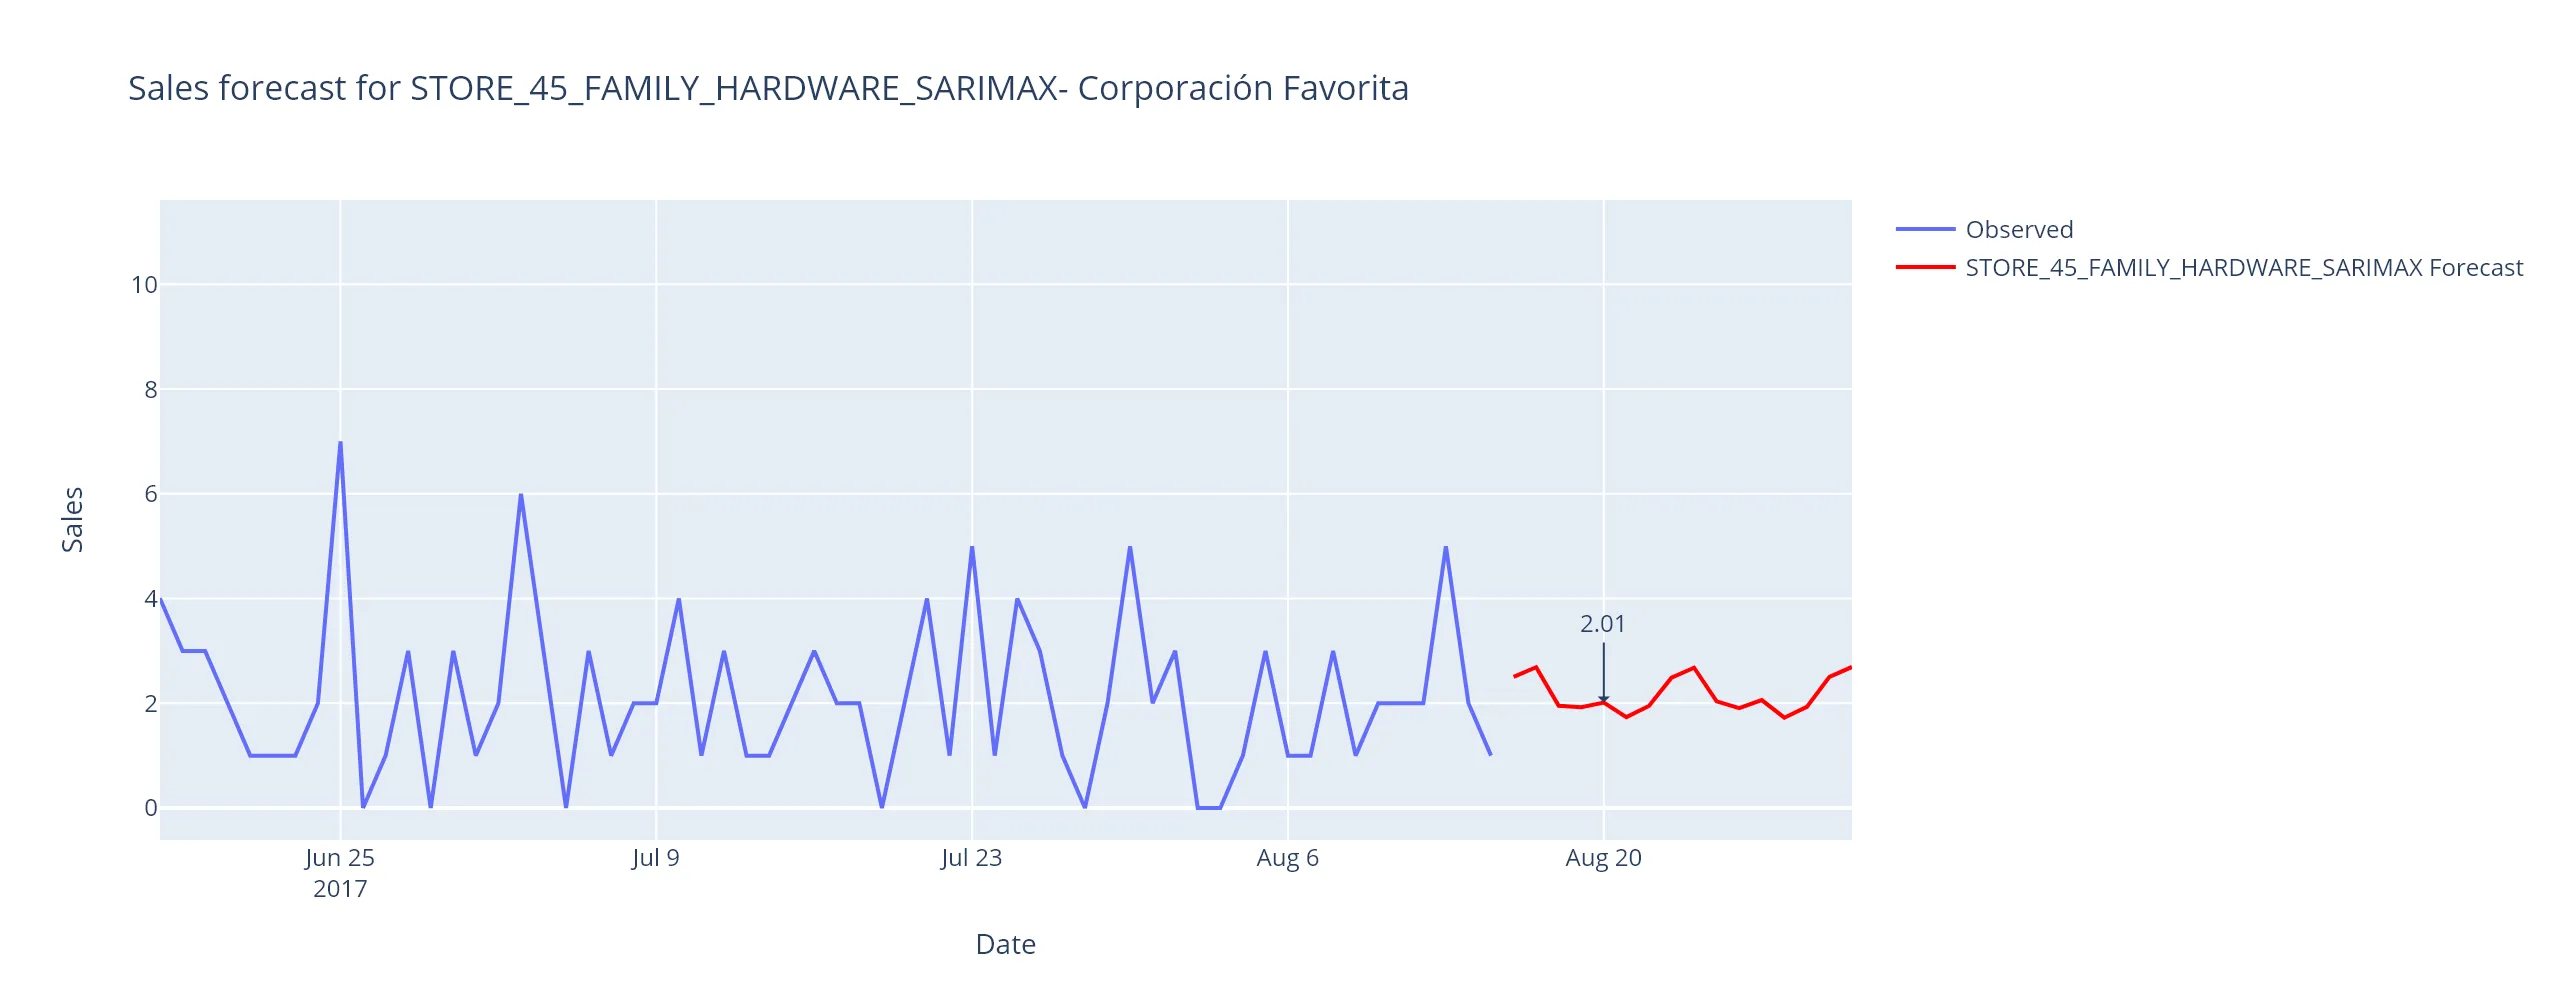 Sales forecast for STORE_45_FAMILY_HARDWARE_SARIMAX- Corporación Favorita
Observed
STORE_45_FAMILY_HARDWARE_SARIMAX Forecast
10
8
6
4
2
0
Sales
2.01
Jun 25
2017
Jul 9
Jul 23
Aug 6
Aug 20
Date